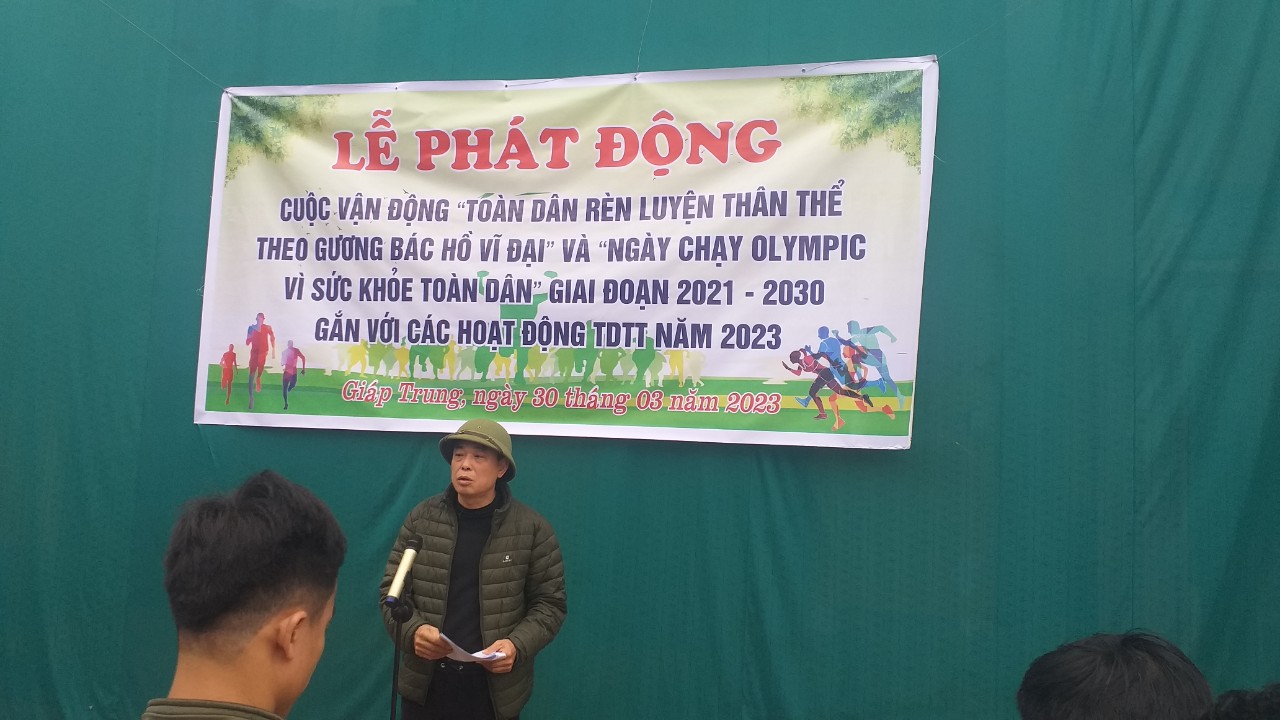 LỄ PHÁT ĐỘNG
CUỘC VẬN ĐỘNG "TOÀN DÂN RÈN LUYỆN THÂN THỂ
THEO GƯƠNG BÁC HỒ VĨ ĐẠI" VÀ "NGÀY CHẠY OLYMPIC
VÌ SỨC KHỎE TOÀN DÂN" GIAI ĐOẠN 2021 - 2030
GẮN VỚI CÁC HOẠT ĐỘNG TDTT NĂM 2023
Giáp Trung, ngày 30 tháng 03 năm 2023